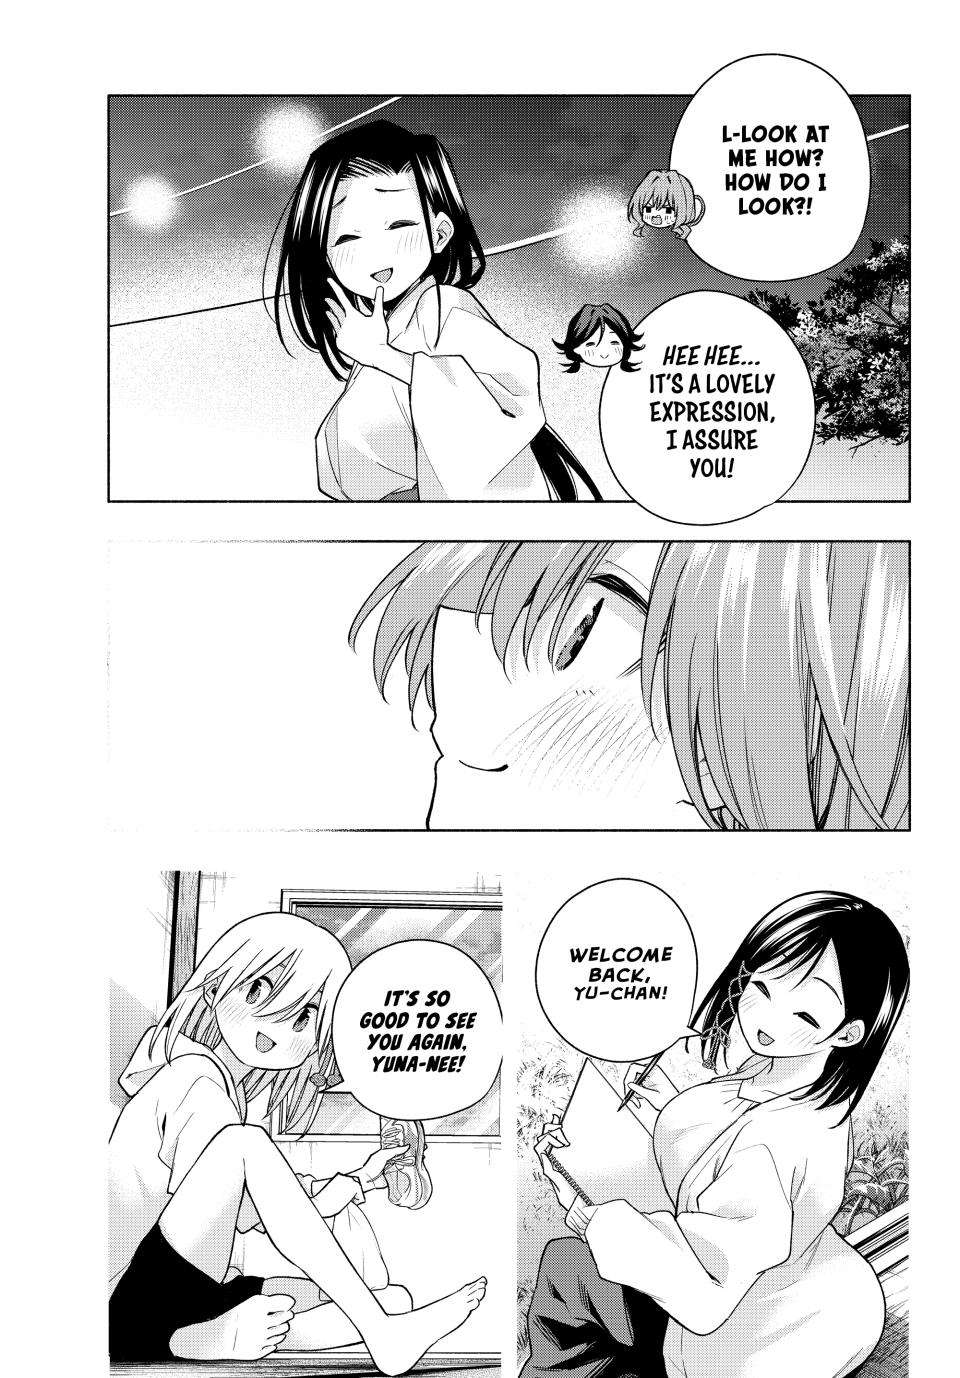 L-LOOK AT
ME HOW?
HOW DO I
LOOK?!
HEE HEE...
IT'S A LOVELY
EXPRESSION,
I ASSURE
YOU!
WELCOME
BACK,
YU-CHAN!
IT'S SO
GOOD TO SEE
YOU AGAIN,
YUNA-NEE!